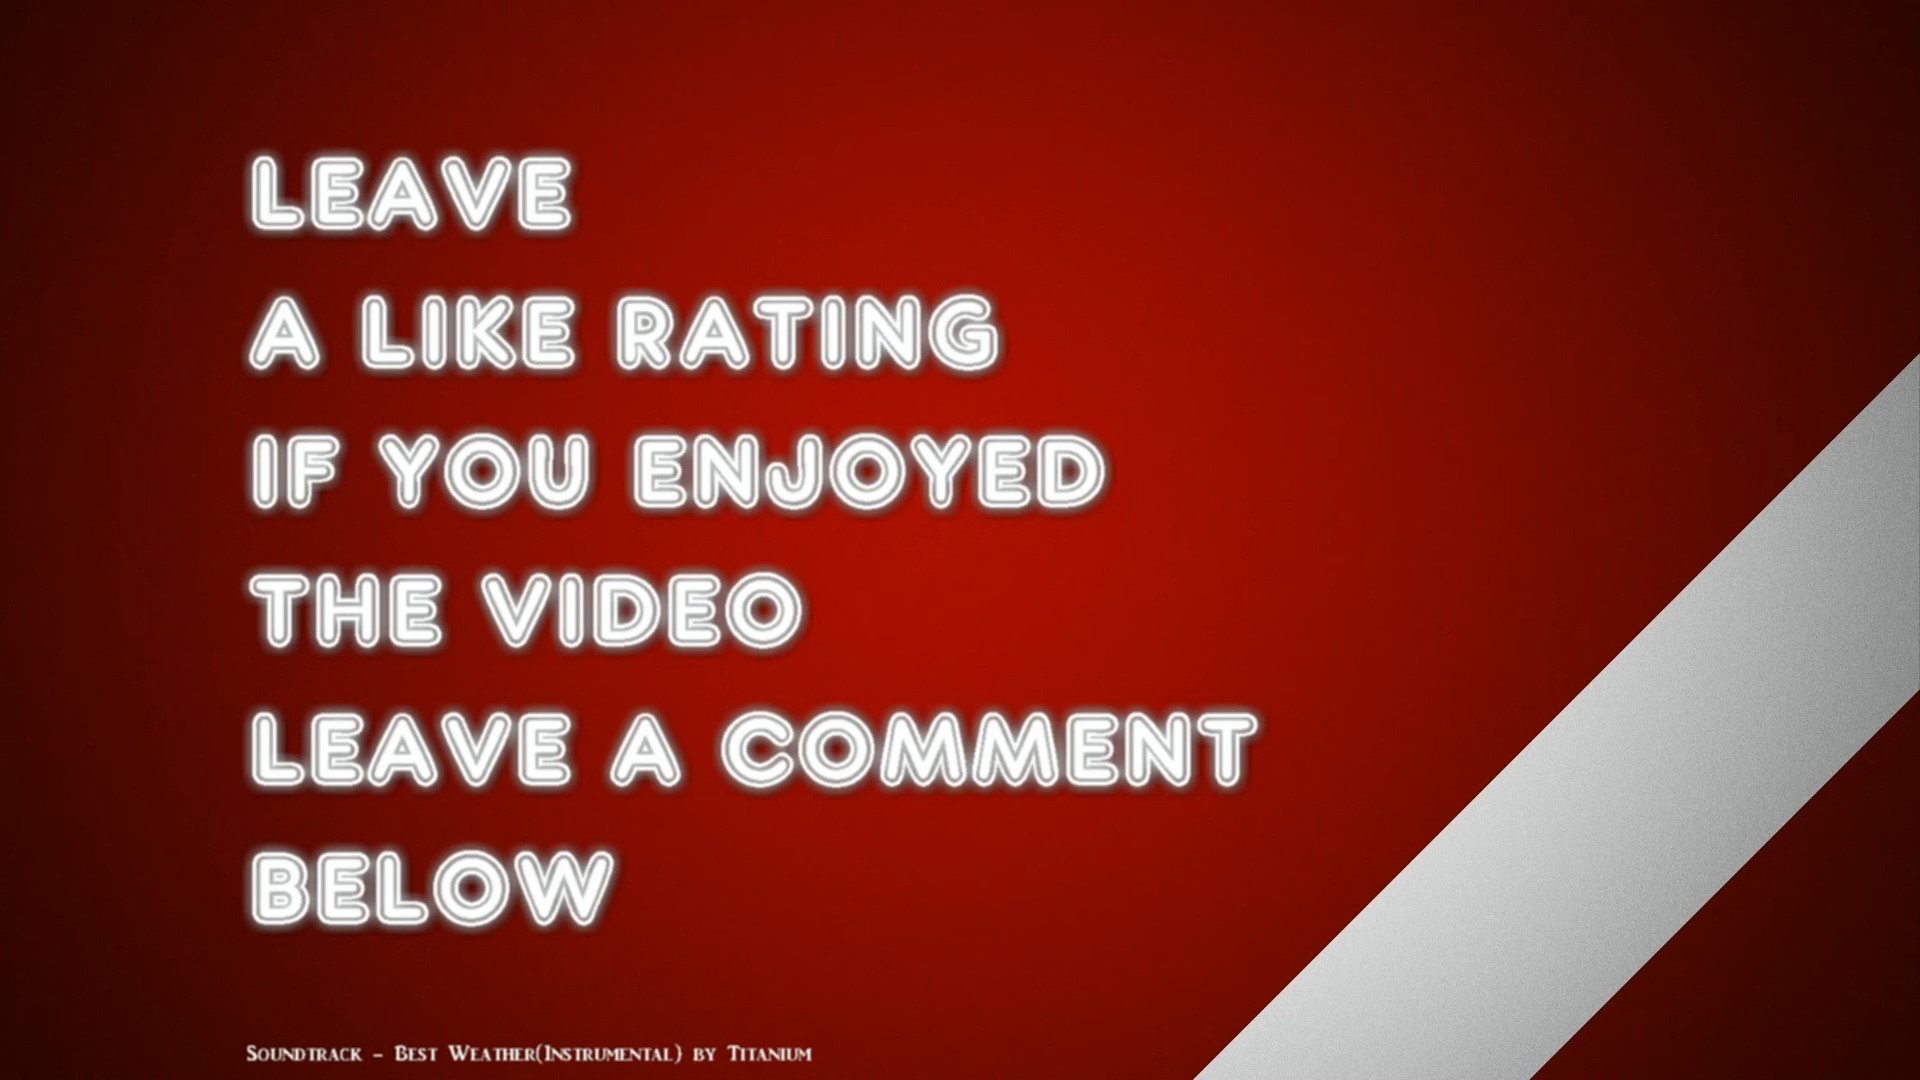 LEAVE
A LIKE RATING
IF YOU ENJOYED
THE VIDEO
LEAVE A COMMENT
BELOW
Soundtrack - Best Weather(Instrumental) by Titanium